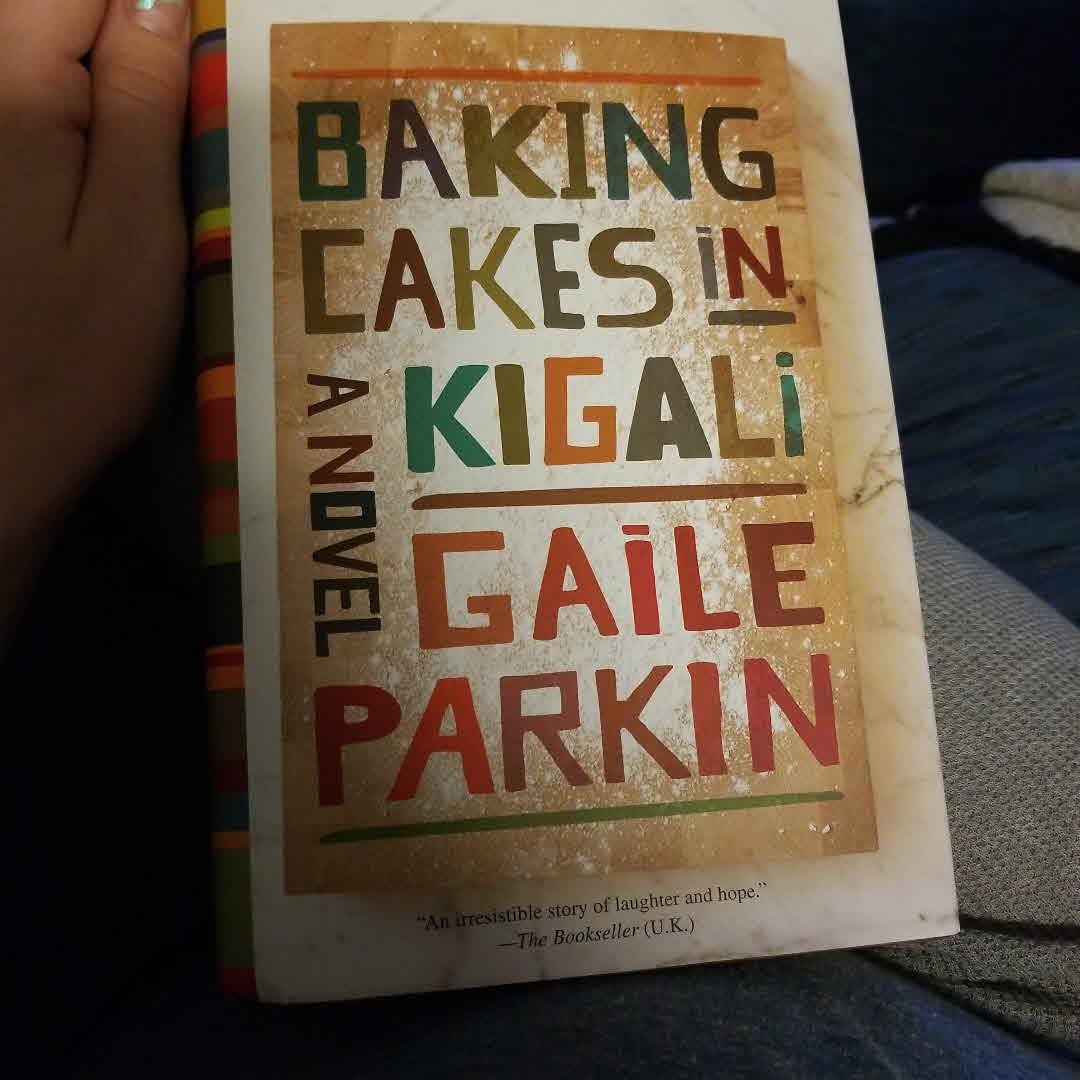 BAKING
CAKES iN
KIGALi
A NOVEL
GAiLE
PARKIN
“An irresistible story of laughter and hope.”
—The Bookseller (U.K.)